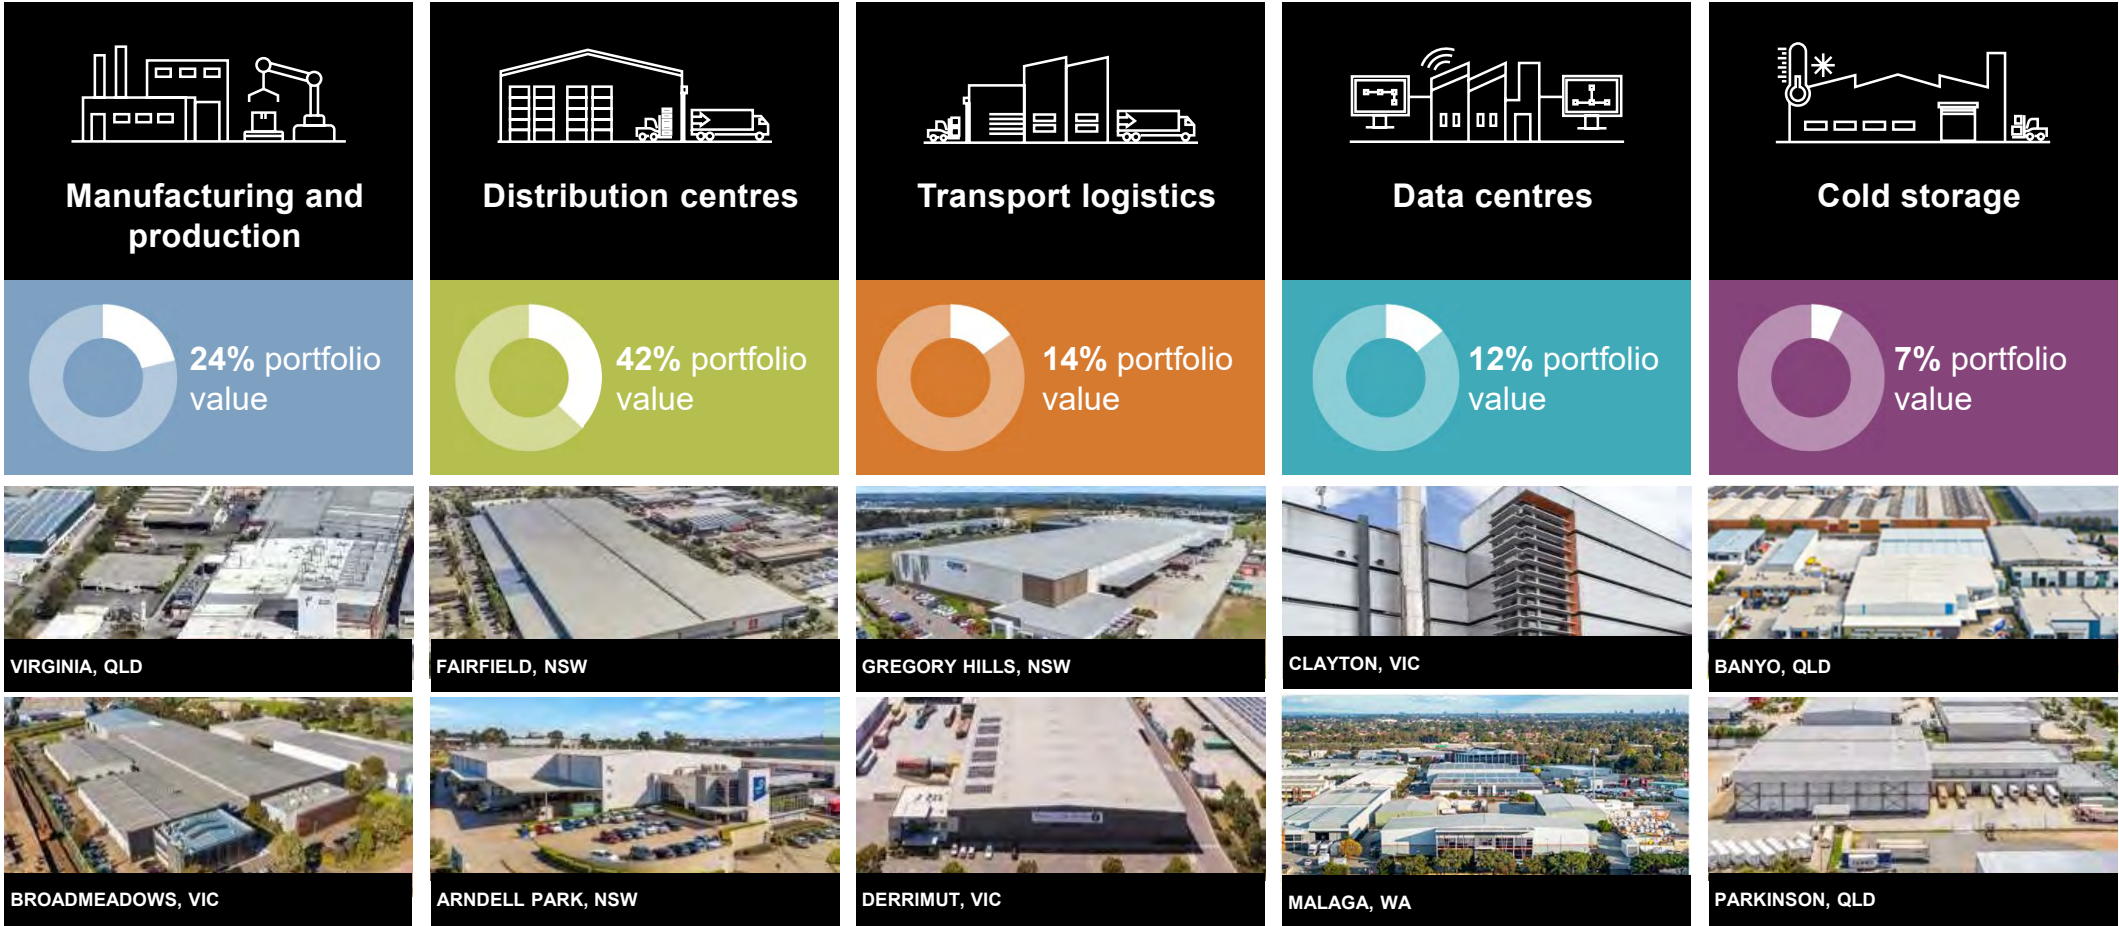 Manufacturing and
production
24% portfolio
value
VIRGINIA, QLD
BROADMEADOWS, VIC
Distribution centres
42% portfolio
value
FAIRFIELD, NSW
ARNDELL PARK, NSW
Transport logistics
14% portfolio
value
GREGORY HILLS, NSW
DERRIMUT, VIC
Data centres
12% portfolio
value
CLAYTON, VIC
MALAGA, WA
Cold storage
7% portfolio
value
BANYO, QLD
PARKINSON, QLD